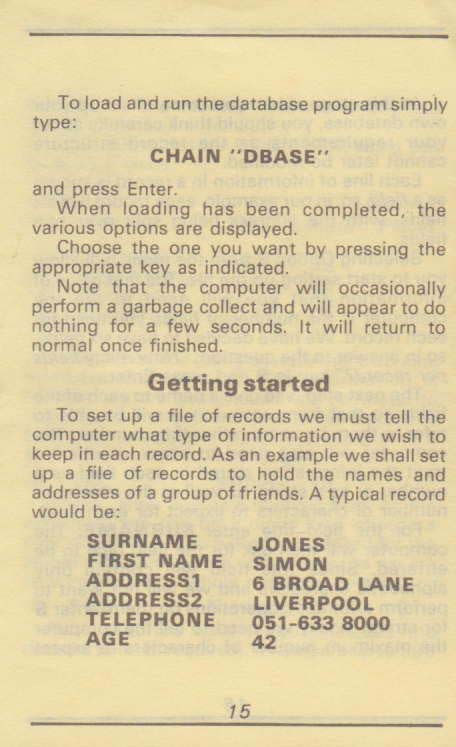 To load and run the database program simply
type:
CHAIN "DBASE"
and press Enter.
When loading has been completed, the
various options are displayed.
Choose the one you want by pressing the
appropriate key as indicated.
Note that the computer will occasionally
perform a garbage collect and will appear to do
nothing for a few seconds. It will return to
normal once finished.
Getting started
To set up a file of records we must tell the
computer what type of information we wish to
keep in each record. As an example we shall set
up a file of records to hold the names and
addresses of a group of friends. A typical record
would be:
SURNAME JONES
FIRST NAME SIMON
ADDRESS1 6 BROAD LANE
ADDRESS2 LIVERPOOL
TELEPHONE 051-633 8000
AGE 42
15